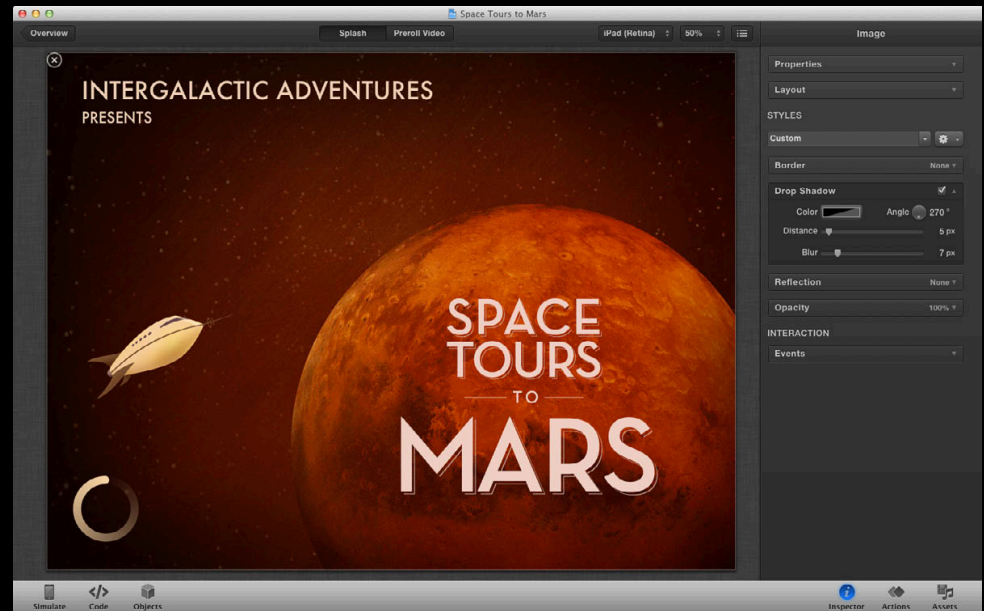 Space Tours to Mars
Overview
Splash
Preroll Video
iPad (Retina)
50%
Image
INTERGALACTIC ADVENTURES
PRESENTS
SPACE
TOURS
TO
MARS
Properties
Layout
STYLES
Custom
Border None
Drop Shadow
Color Angle 270°
Distance 5 px
Blur 7 px
Reflection None
Opacity 100%
INTERACTION
Events
Simulate
Code
Objects
Inspector
Actions
Assets